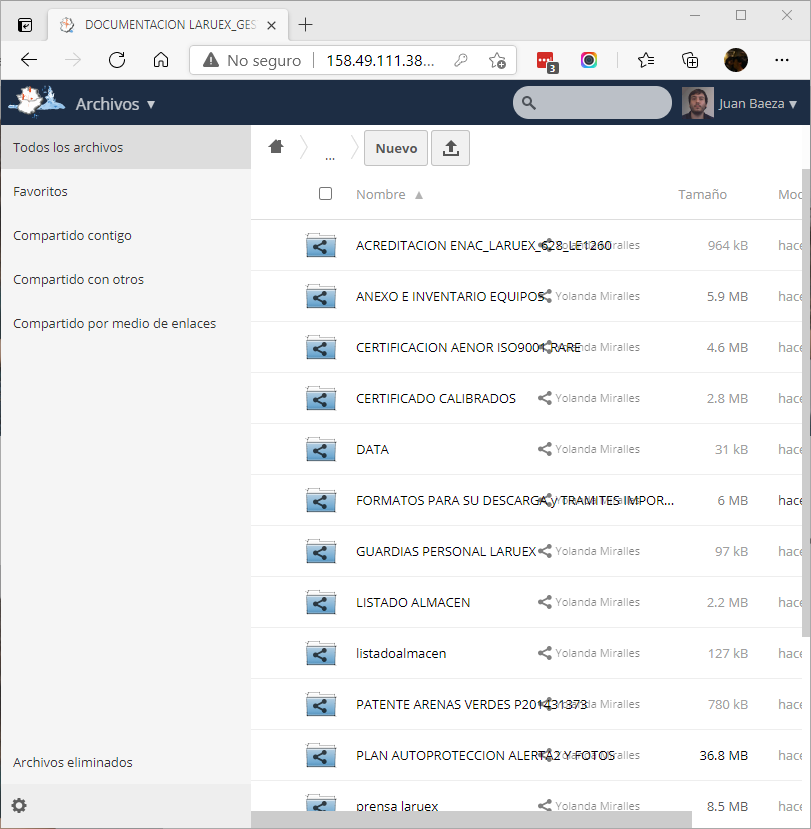 DOCUMENTACION LARUEX_GES
No seguro
158.49.111.38...
3
Archivos
Juan Baeza
Todos los archivos
Favoritos
Compartido contigo
Compartido con otros
Compartido por medio de enlaces
Archivos eliminados
...
Nuevo
Nombre Tamaño Mod
ACREDITACION ENAC_LARUEX_628_LE1260 Yolanda Miralles 964 kB hace
ANEXO E INVENTARIO EQUIPOS Yolanda Miralles 5.9 MB hace
CERTIFICACION AENOR ISO9001 RARE Yolanda Miralles 4.6 MB hace
CERTIFICADO CALIBRADOS Yolanda Miralles 2.8 MB hace
DATA Yolanda Miralles 31 kB hace
FORMATOS PARA SU DESCARGA y TRAMITES IMPOR... Yolanda Miralles 6 MB hace
GUARDIAS PERSONAL LARUEX Yolanda Miralles 97 kB hace
LISTADO ALMACEN Yolanda Miralles 2.2 MB hace
listadoalmacen Yolanda Miralles 127 kB hace
PATENTE ARENAS VERDES P201431373 Yolanda Miralles 780 kB hace
PLAN AUTOPROTECCION ALERTA2 Y FOTOS Yolanda Miralles 36.8 MB hace
prensa laruex Yolanda Miralles 8.5 MB hace